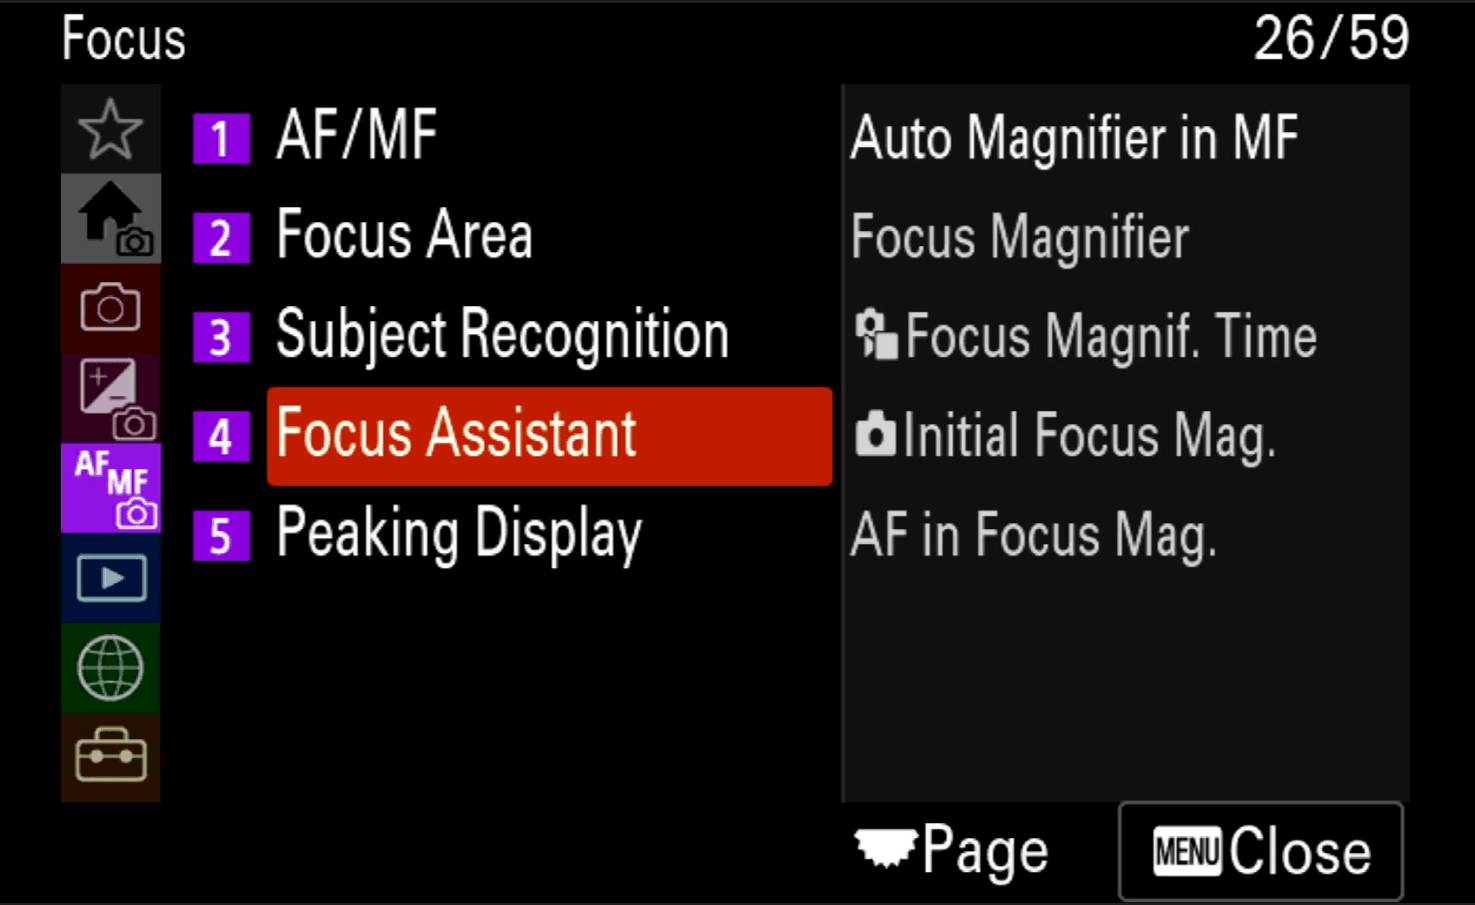 Focus 26/59
1 AF/MF
2 Focus Area
3 Subject Recognition
4 Focus Assistant
5 Peaking Display
AF MF
Auto Magnifier in MF
Focus Magnifier
Focus Magnif. Time
Initial Focus Mag.
AF in Focus Mag.
Page MENU Close